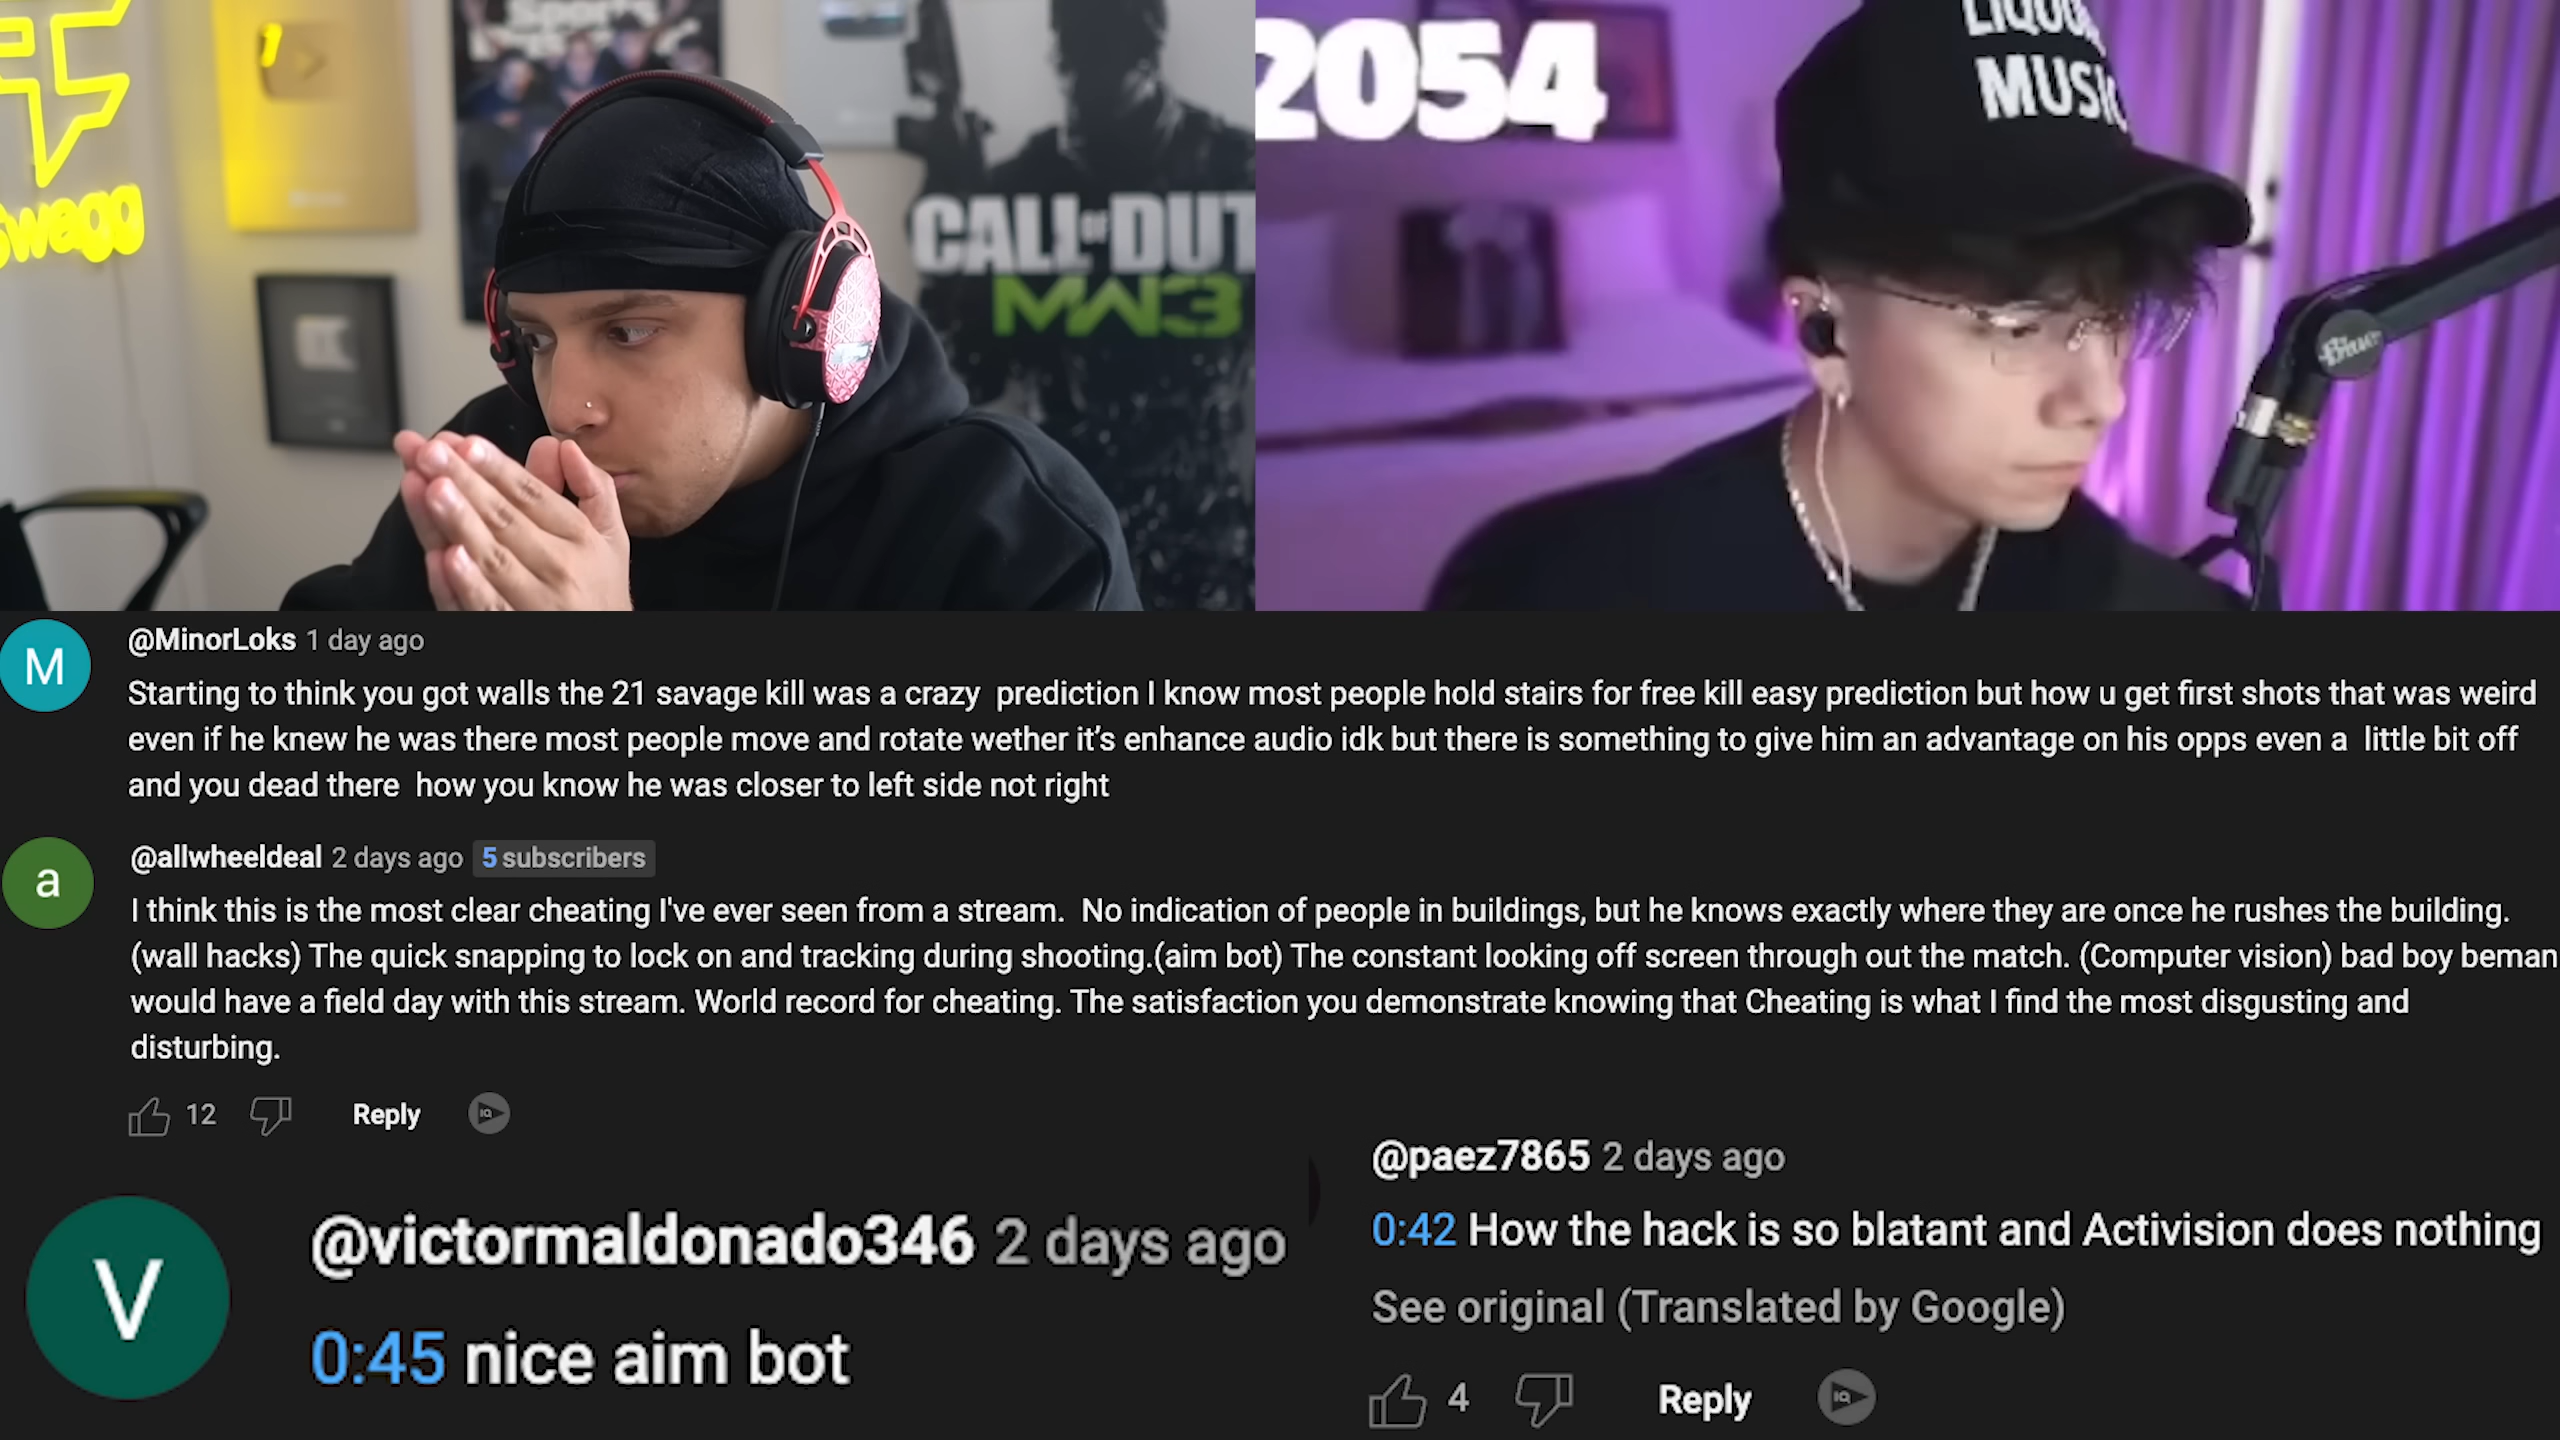 Sports
Swagg
CALL OF DUT
MW3
2054
MUSIC
Blue
M
@MinorLoks 1 day ago
Starting to think you got walls the 21 savage kill was a crazy  prediction I know most people hold stairs for free kill easy prediction but how u get first shots that was weird
even if he knew he was there most people move and rotate wether it’s enhance audio idk but there is something to give him an advantage on his opps even a  little bit off
and you dead there  how you know he was closer to left side not right
a
@allwheeldeal 2 days ago 5 subscribers
I think this is the most clear cheating I've ever seen from a stream.  No indication of people in buildings, but he knows exactly where they are once he rushes the building.
(wall hacks) The quick snapping to lock on and tracking during shooting.(aim bot) The constant looking off screen through out the match. (Computer vision) bad boy beman
would have a field day with this stream. World record for cheating. The satisfaction you demonstrate knowing that Cheating is what I find the most disgusting and
disturbing.
12 Reply IQ
V
@victormaldonado346 2 days ago
0:45 nice aim bot
@paez7865 2 days ago
0:42 How the hack is so blatant and Activision does nothing
See original (Translated by Google)
4 Reply IQ